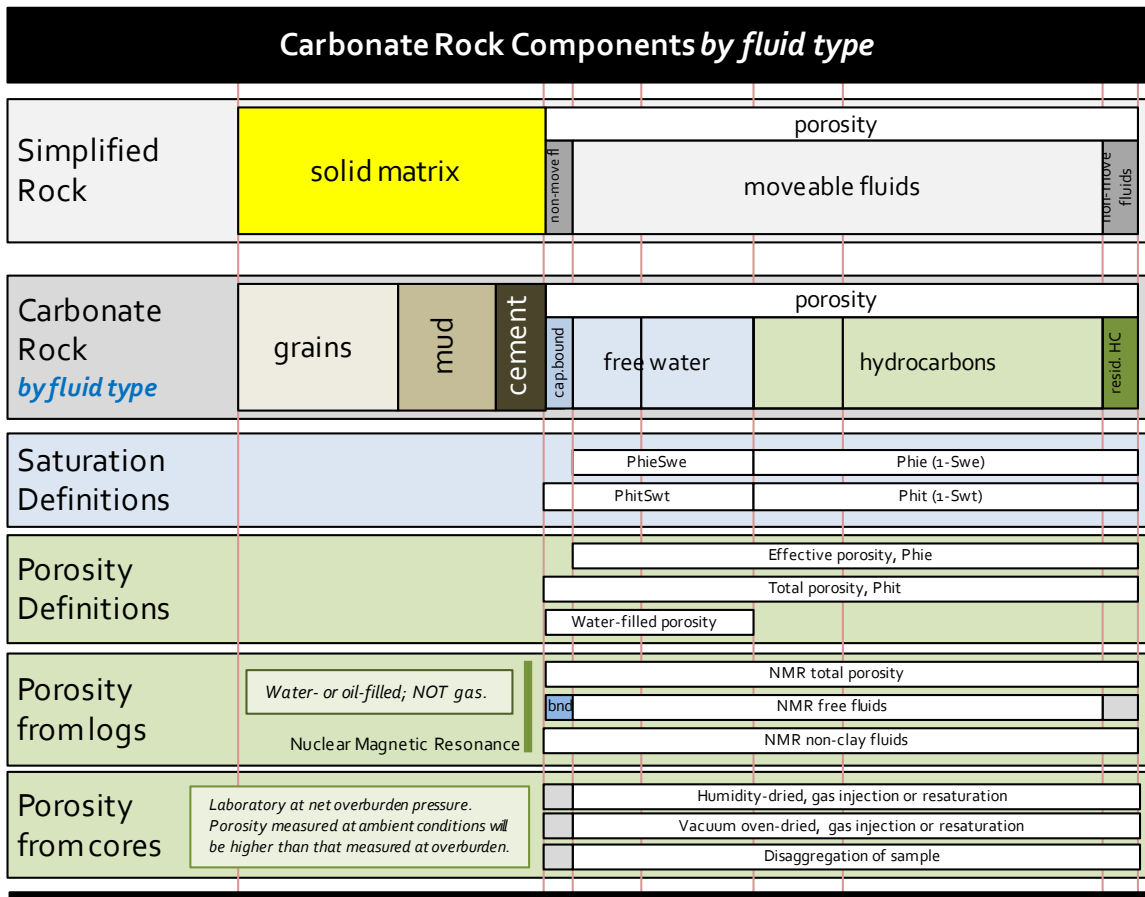 Carbonate Rock Components by fluid type
Simplified
Rock
solid matrix
porosity
non-move fl
moveable fluids
non-move
fluids
Carbonate
Rock
by fluid type
grains
mud
cement
porosity
cap.bound
free water
hydrocarbons
resid. HC
Saturation
Definitions
PhieSwe
Phie (1-Swe)
PhitSwt
Phit (1-Swt)
Porosity
Definitions
Effective porosity, Phie
Total porosity, Phit
Water-filled porosity
Porosity
from logs
Water- or oil-filled; NOT gas.
Nuclear Magnetic Resonance
NMR total porosity
bnd
NMR free fluids
NMR non-clay fluids
Porosity
from cores
Laboratory at net overburden pressure.
Porosity measured at ambient conditions will
be higher than that measured at overburden.
Humidity-dried, gas injection or resaturation
Vacuum oven-dried, gas injection or resaturation
Disaggregation of sample